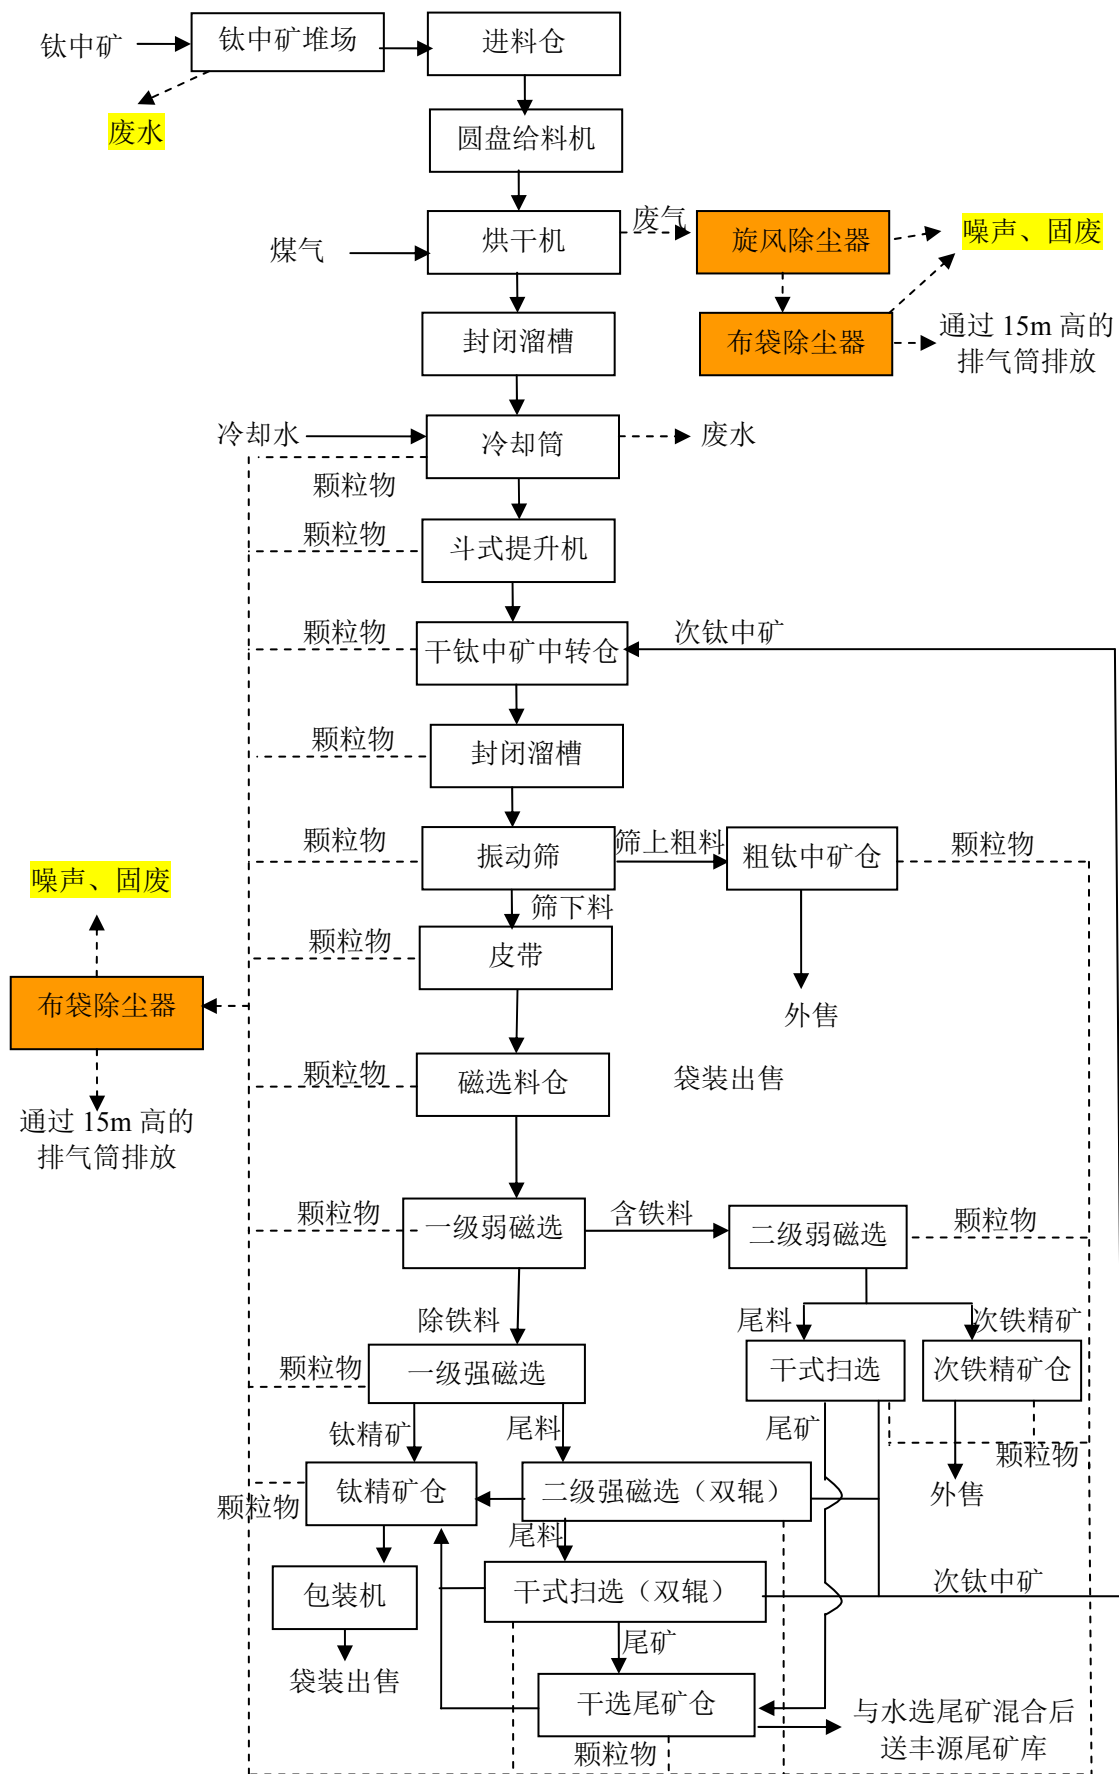 钛中矿
钛中矿堆场
进料仓
废水
圆盘给料机
煤气
烘干机
废气
旋风除尘器
噪声、固废
封闭溜槽
布袋除尘器
通过 15m 高的
排气筒排放
冷却水
冷却筒
废水
颗粒物
颗粒物
斗式提升机
颗粒物
干钛中矿中转仓
次钛中矿
颗粒物
封闭溜槽
颗粒物
振动筛
筛上粗料
粗钛中矿仓
颗粒物
噪声、固废
筛下料
颗粒物
皮带
布袋除尘器
外售
颗粒物
磁选料仓
袋装出售
通过 15m 高的
排气筒排放
颗粒物
一级弱磁选
含铁料
二级弱磁选
颗粒物
除铁料
尾料
次铁精矿
颗粒物
一级强磁选
干式扫选
次铁精矿仓
钛精矿
尾料
尾矿
颗粒物
颗粒物
钛精矿仓
二级强磁选（双辊）
外售
尾料
包装机
干式扫选（双辊）
次钛中矿
尾矿
袋装出售
干选尾矿仓
与水选尾矿混合后
送丰源尾矿库
颗粒物